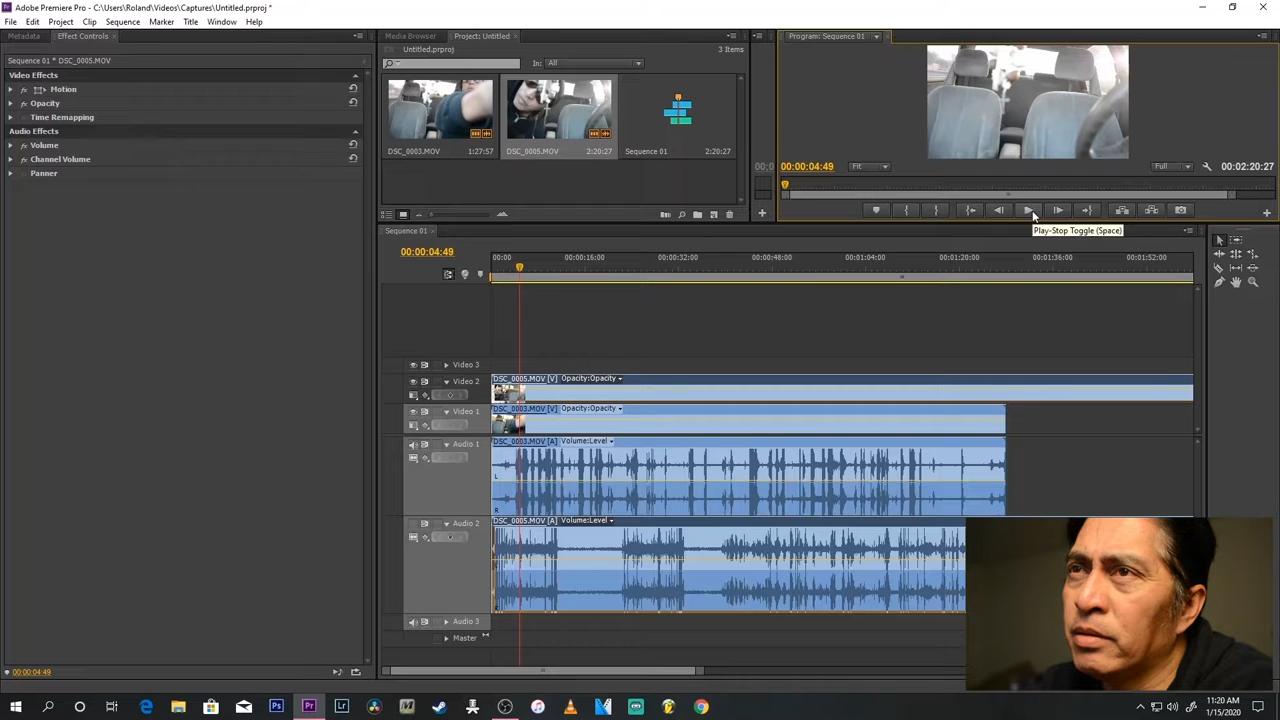 Adobe Premiere Pro - C:\Users\Roland\Videos\Captures\Untitled.prproj *
File Edit Project Clip Sequence Marker Title Window Help
Metadata Effect Controls
Sequence 01 * DSC_0005.MOV
Video Effects
fx Motion
fx Opacity
Time Remapping
Audio Effects
fx Volume
fx Channel Volume
Panner
00:00:04:49
Media Browser Project: Untitled
Untitled.prproj 3 Items
In: All
DSC_0003.MOV 1:27:57
DSC_0005.MOV 2:20:27
Sequence 01 2:20:27
Program: Sequence 01
00:00:04:49 Fit Full 00:02:20:27
Play-Stop Toggle (Space)
Sequence 01
00:00:04:49
00:00 00:00:16:00 00:00:32:00 00:00:48:00 00:01:04:00 00:01:20:00 00:01:36:00 00:01:52:00
Video 3
Video 2 DSC_0005.MOV [V] Opacity:Opacity
Video 1 DSC_0003.MOV [V] Opacity:Opacity
Audio 1 DSC_0003.MOV [A] Volume:Level
L
R
Audio 2 DSC_0005.MOV [A] Volume:Level
Audio 3
Master
Ps Pr Lr
11:20 AM
1/15/2020